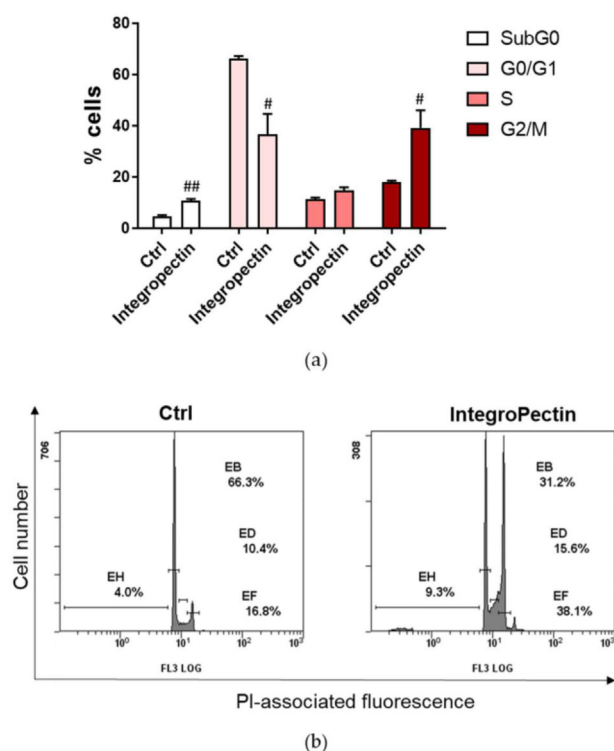 80
60
40
20
0
% cells
##
#
#
SubG0
G0/G1
S
G2/M
Ctrl
Integropectin
Ctrl
Integropectin
Ctrl
Integropectin
Ctrl
Integropectin
(a)
Ctrl
706
EB
66.3%
ED
10.4%
EH
4.0%
EF
16.8%
10⁰ 10¹ 10² 10³
FL3 LOG
IntegroPectin
308
EB
31.2%
ED
15.6%
EH
9.3%
EF
38.1%
10⁰ 10¹ 10² 10³
FL3 LOG
Cell number
PI-associated fluorescence
(b)